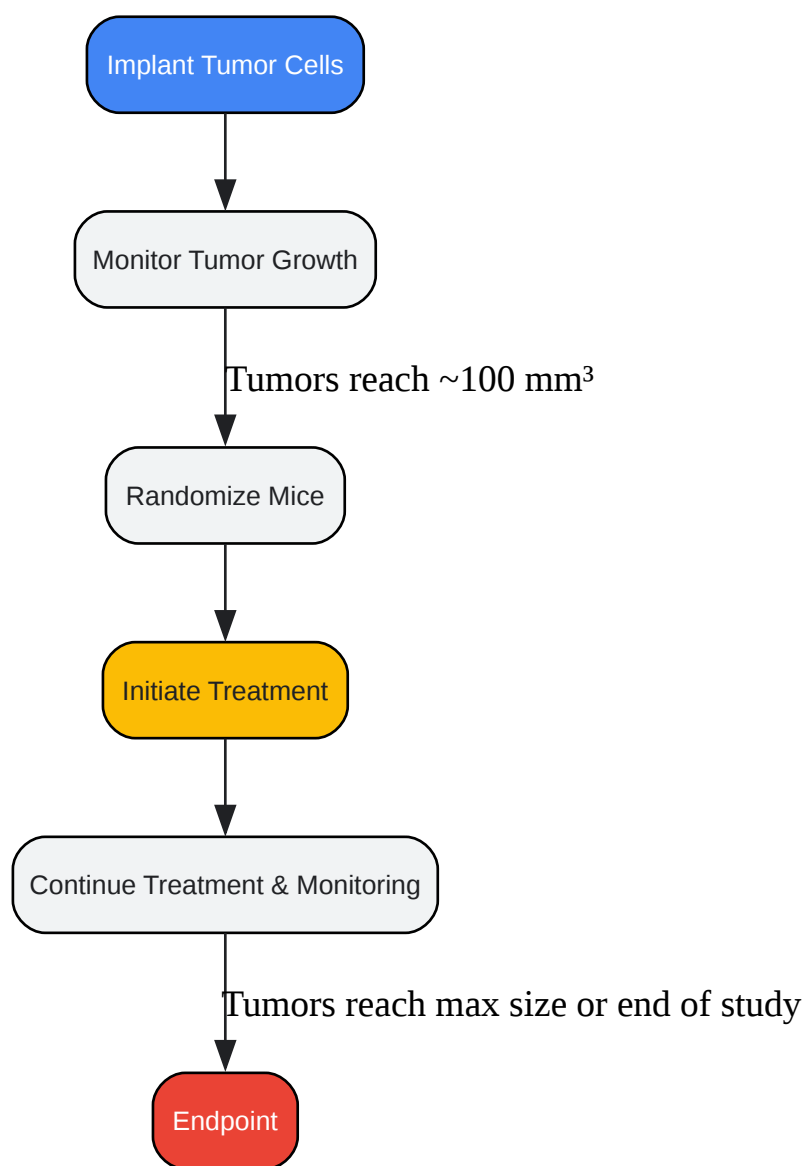 Implant Tumor Cells
Monitor Tumor Growth
Tumors reach ~100 mm³
Randomize Mice
Initiate Treatment
Continue Treatment & Monitoring
Tumors reach max size or end of study
Endpoint